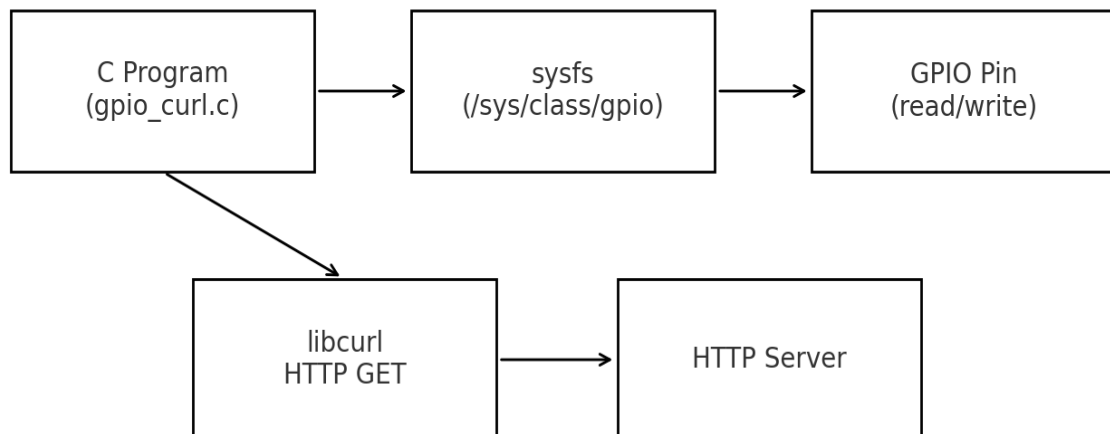 C Program
(gpio_curl.c)
sysfs
(/sys/class/gpio)
GPIO Pin
(read/write)
libcurl
HTTP GET
HTTP Server